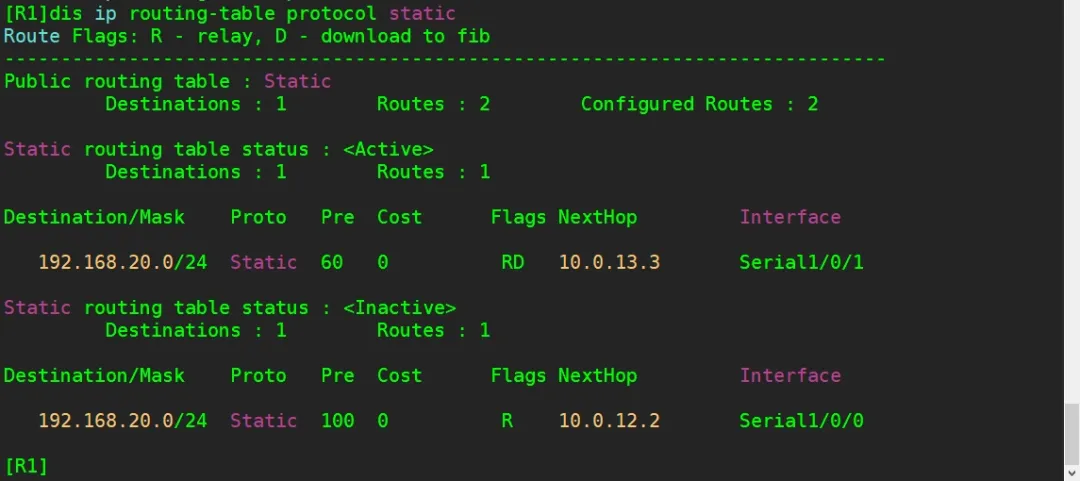 [R1]dis ip routing-table protocol static
Route Flags: R - relay, D - download to fib
------------------------------------------------------------------------------
Public routing table : Static
         Destinations : 1        Routes : 2        Configured Routes : 2
Static routing table status : <Active>
         Destinations : 1        Routes : 1
Destination/Mask    Proto   Pre  Cost         Flags NextHop         Interface
   192.168.20.0/24  Static  60   0             RD   10.0.13.3       Serial1/0/1
Static routing table status : <Inactive>
         Destinations : 1        Routes : 1
Destination/Mask    Proto   Pre  Cost         Flags NextHop         Interface
   192.168.20.0/24  Static  100  0             R    10.0.12.2       Serial1/0/0
[R1]